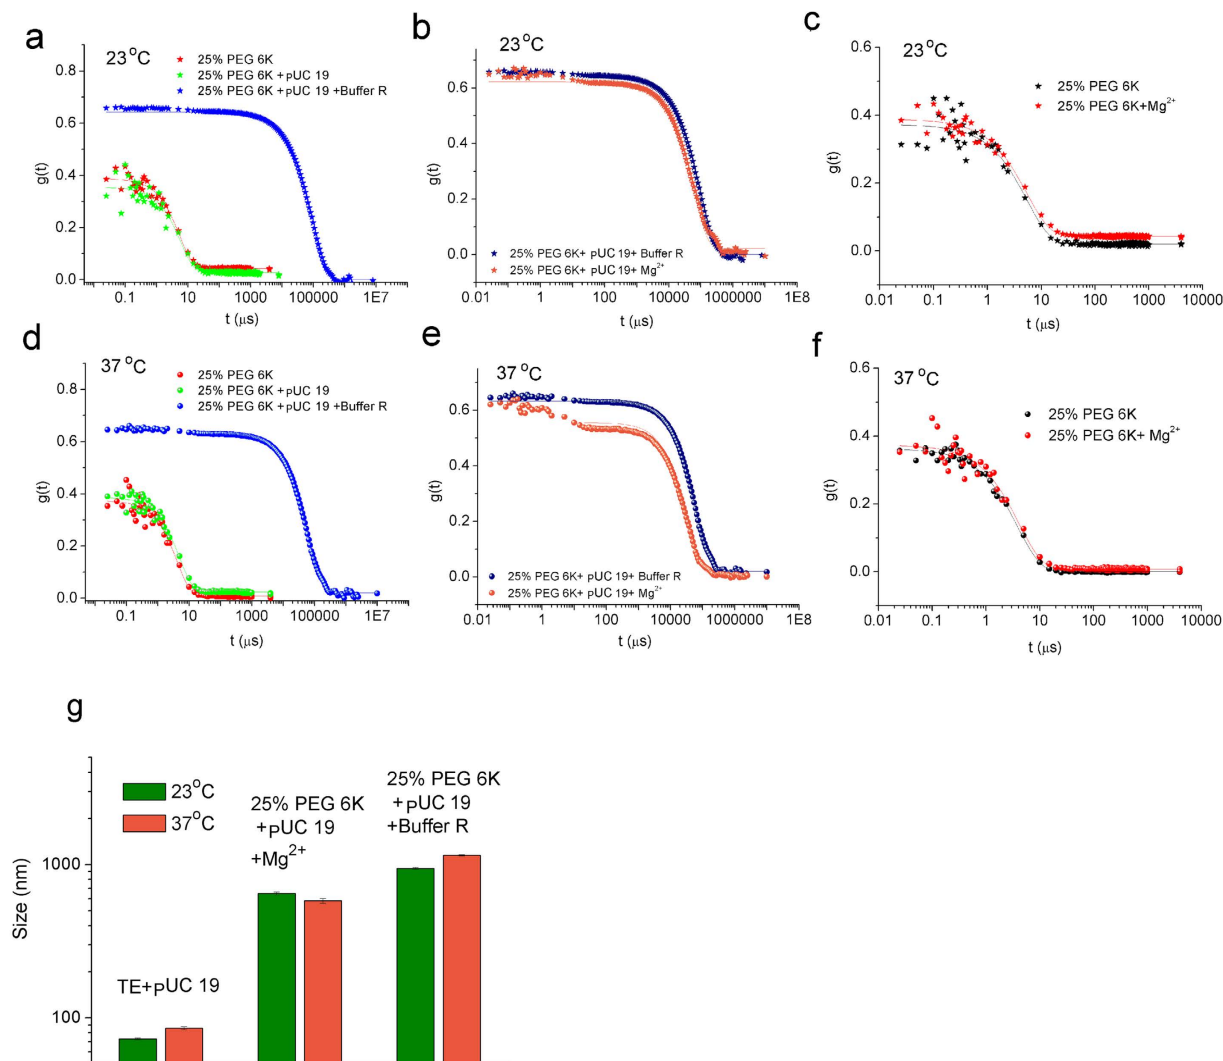 a
23°C
25% PEG 6K
25% PEG 6K +pUC 19
25% PEG 6K +pUC 19 +Buffer R
g(t)
0.8
0.6
0.4
0.2
0.0
0.1 10 1000 100000 1E7
t (μs)
b
23°C
g(t)
0.6
0.4
0.2
0.0
25% PEG 6K+ pUC 19+ Buffer R
25% PEG 6K+ pUC 19+ Mg²⁺
0.01 1 100 10000 1000000 1E8
t (μs)
c
23°C
25% PEG 6K
25% PEG 6K+Mg²⁺
g(t)
0.6
0.4
0.2
0.0
0.01 0.1 1 10 100 1000 10000
t (μs)
d
37 °C
25% PEG 6K
25% PEG 6K +pUC 19
25% PEG 6K +pUC 19 +Buffer R
g(t)
0.8
0.6
0.4
0.2
0.0
0.1 10 1000 100000 1E7
t (μs)
e
37 °C
g(t)
0.6
0.4
0.2
0.0
25% PEG 6K+ pUC 19+ Buffer R
25% PEG 6K+ pUC 19+ Mg²⁺
0.01 1 100 10000 1000000 1E8
t (μs)
f
37 °C
25% PEG 6K
25% PEG 6K+ Mg²⁺
g(t)
0.6
0.4
0.2
0.0
0.01 0.1 1 10 100 1000 10000
t (μs)
g
23°C
37°C
25% PEG 6K
+pUC 19
+Mg²⁺
25% PEG 6K
+pUC 19
+Buffer R
TE+pUC 19
Size (nm)
1000
100